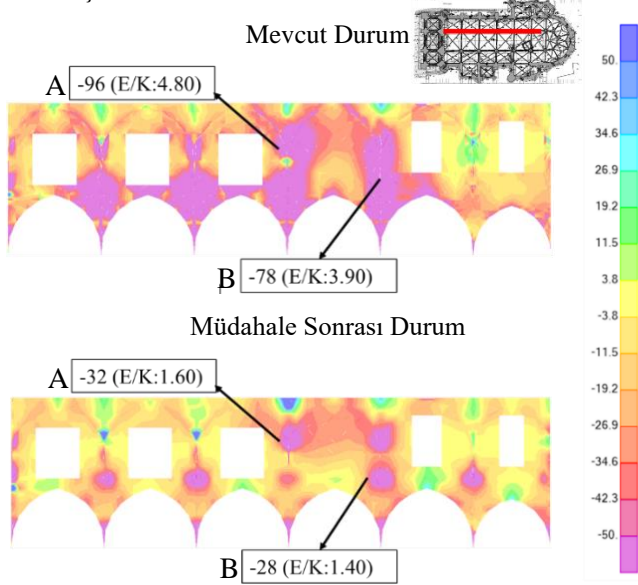 Mevcut Durum
A -96 (E/K:4.80)
B -78 (E/K:3.90)
Müdahale Sonrası Durum
A -32 (E/K:1.60)
B -28 (E/K:1.40)
50.
42.3
34.6
26.9
19.2
11.5
3.8
-3.8
-11.5
-19.2
-26.9
-34.6
-42.3
-50.